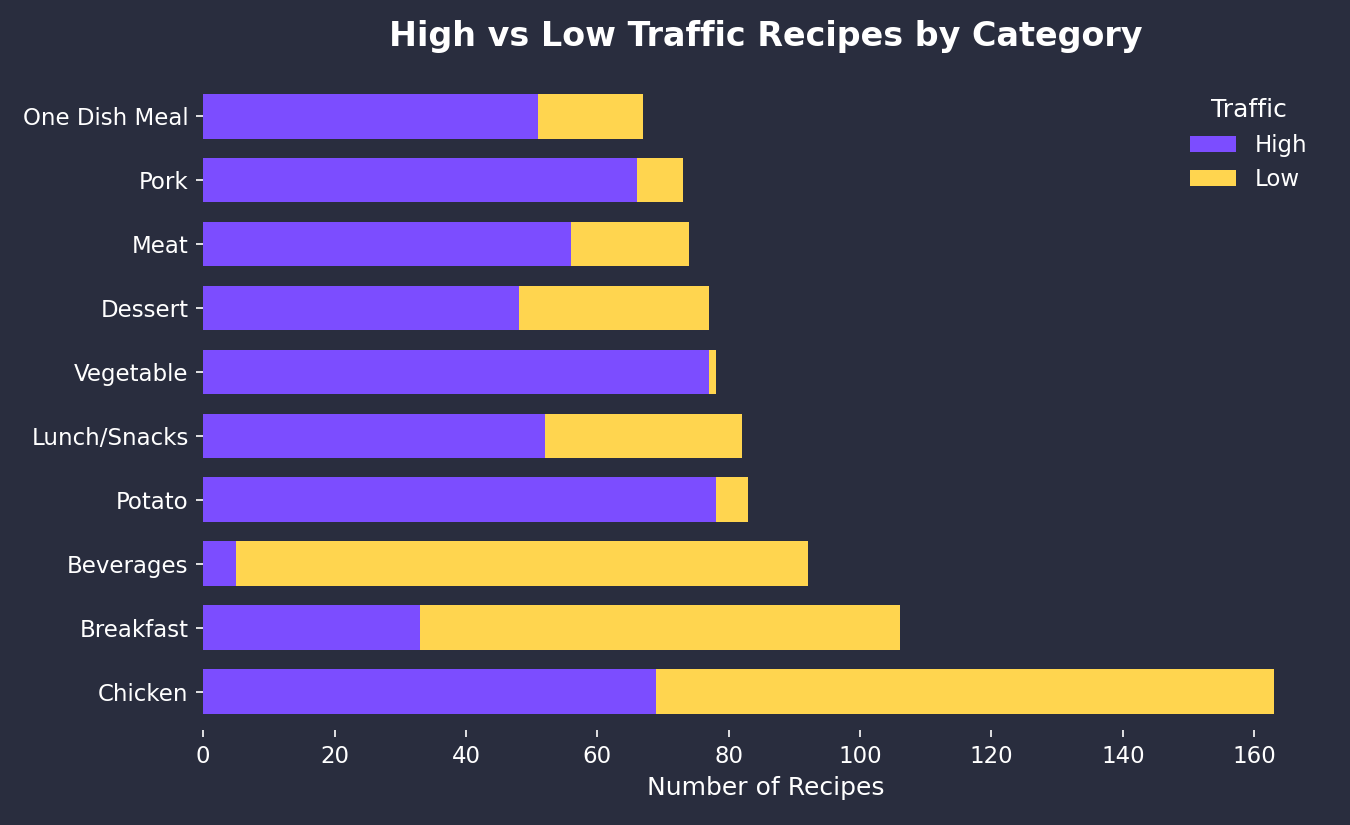 High vs Low Traffic Recipes by Category
Traffic
High
Low
One Dish Meal
Pork
Meat
Dessert
Vegetable
Lunch/Snacks
Potato
Beverages
Breakfast
Chicken
0 20 40 60 80 100 120 140 160
Number of Recipes